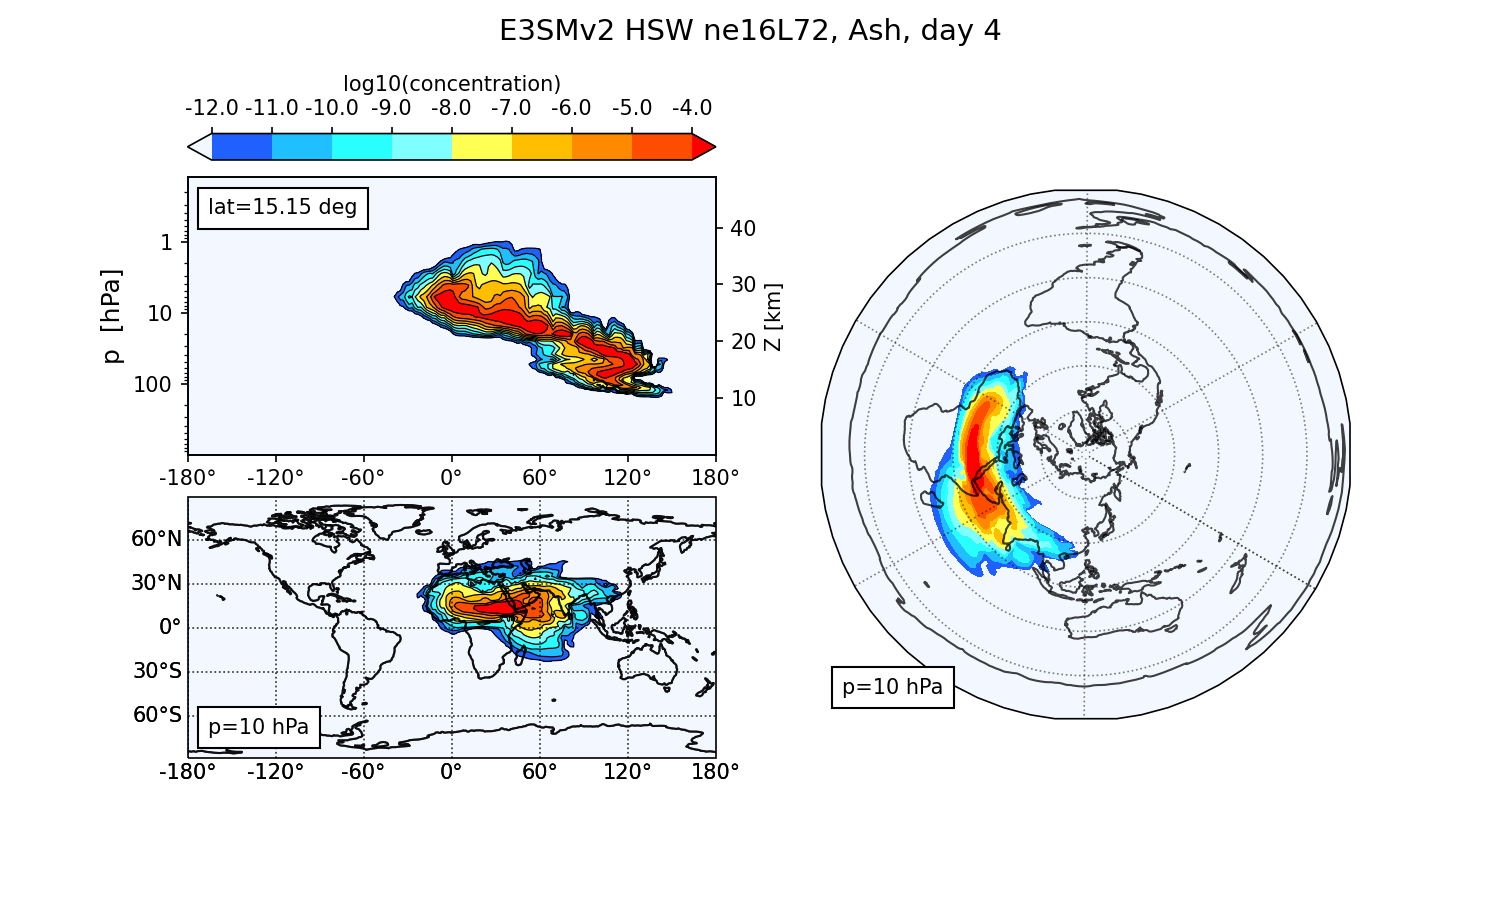 E3SMv2 HSW ne16L72, Ash, day 4
log10(concentration)
-12.0 -11.0 -10.0 -9.0 -8.0 -7.0 -6.0 -5.0 -4.0
lat=15.15 deg
p [hPa]
1
10
100
40
30
20
10
Z [km]
-180° -120° -60° 0° 60° 120° 180°
60°N
30°N
0°
30°S
60°S
p=10 hPa
-180° -120° -60° 0° 60° 120° 180°
p=10 hPa